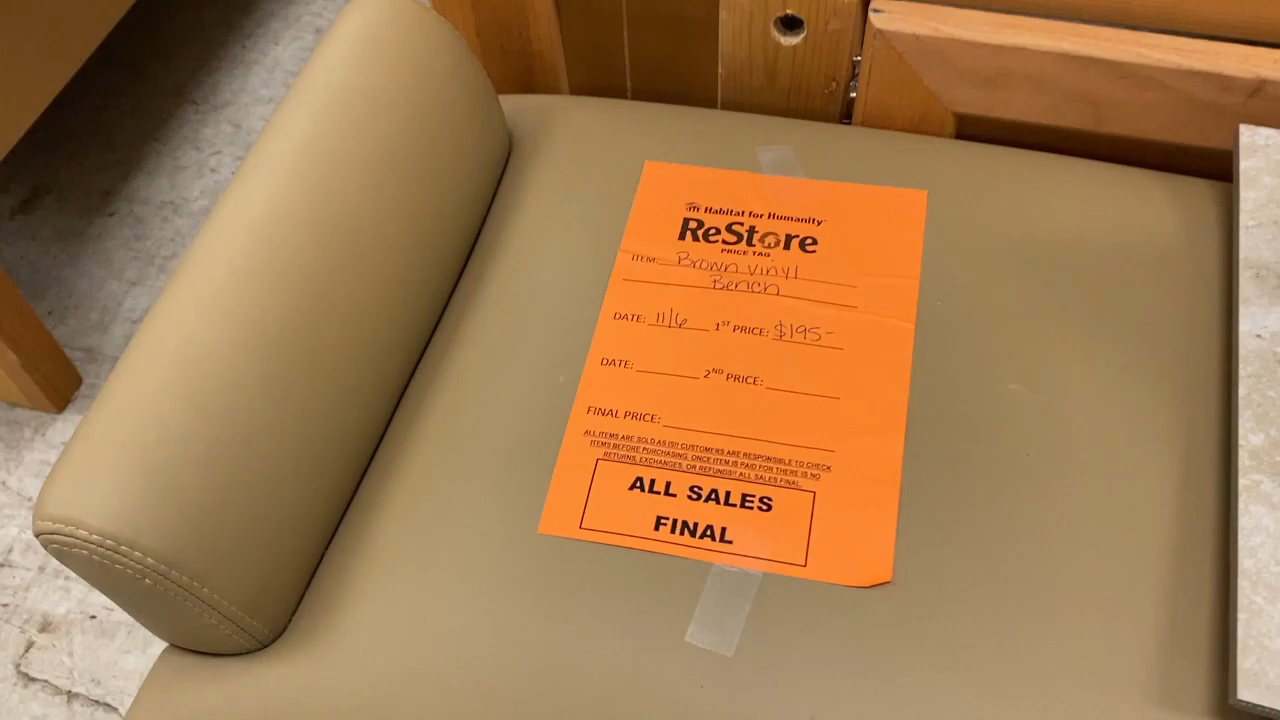 Habitat for Humanity
ReStore
PRICE TAG
ITEM: Brown vinyl
Bench
DATE: 11/6 1ST PRICE: $195-
DATE: 2ND PRICE:
FINAL PRICE:
ALL ITEMS ARE SOLD AS IS!! CUSTOMERS ARE RESPONSIBLE TO CHECK
ITEMS BEFORE PURCHASING. ONCE ITEM IS PAID FOR THERE IS NO
RETURNS, EXCHANGES, OR REFUNDS!! ALL SALES FINAL.
ALL SALES
FINAL